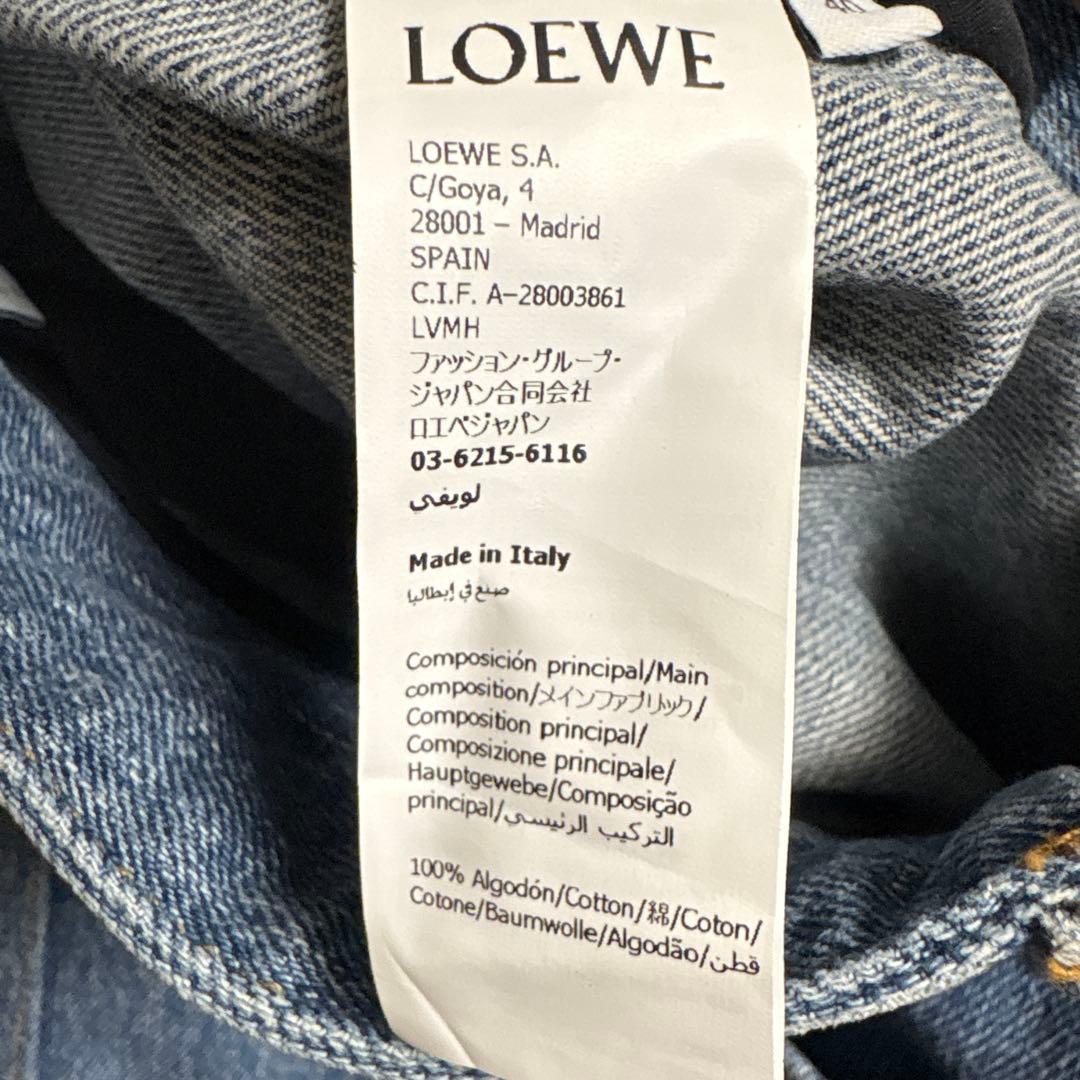 LOEWE
LOEWE S.A.
C/Goya, 4
28001 – Madrid
SPAIN
C.I.F. A-28003861
LVMH
ファッション・グループ・
ジャパン合同会社
ロエベジャパン
03-6215-6116
لويفي
Made in Italy
صنع في إيطاليا
Composición principal/Main
composition/メインファブリック/
Composition principal/
Composizione principale/
Hauptgewebe/Composição
principal/التركيب الرئيسي
100% Algodón/Cotton/綿/Coton/
Cotone/Baumwolle/Algodão/قطن